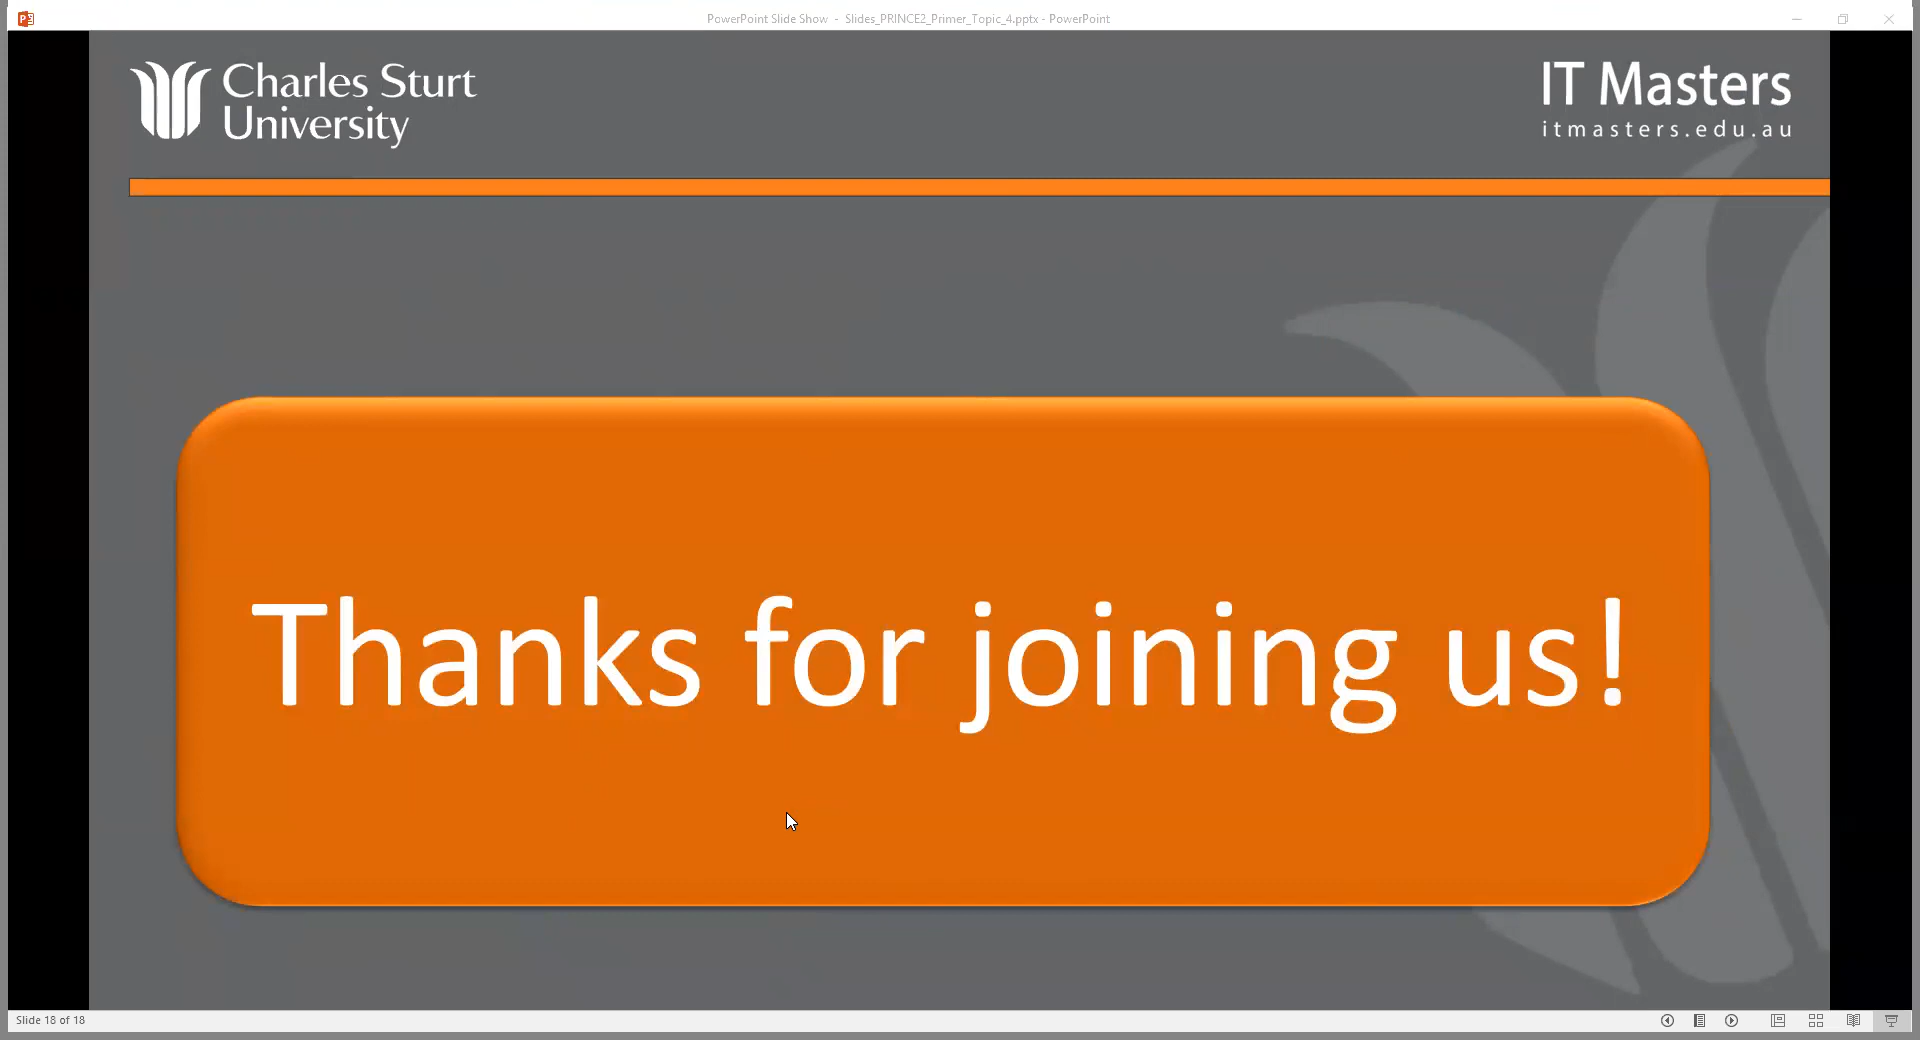 PowerPoint Slide Show - Slides_PRINCE2_Primer_Topic_4.pptx - PowerPoint
Charles Sturt
University
IT Masters
itmasters.edu.au
Thanks for joining us!
Slide 18 of 18